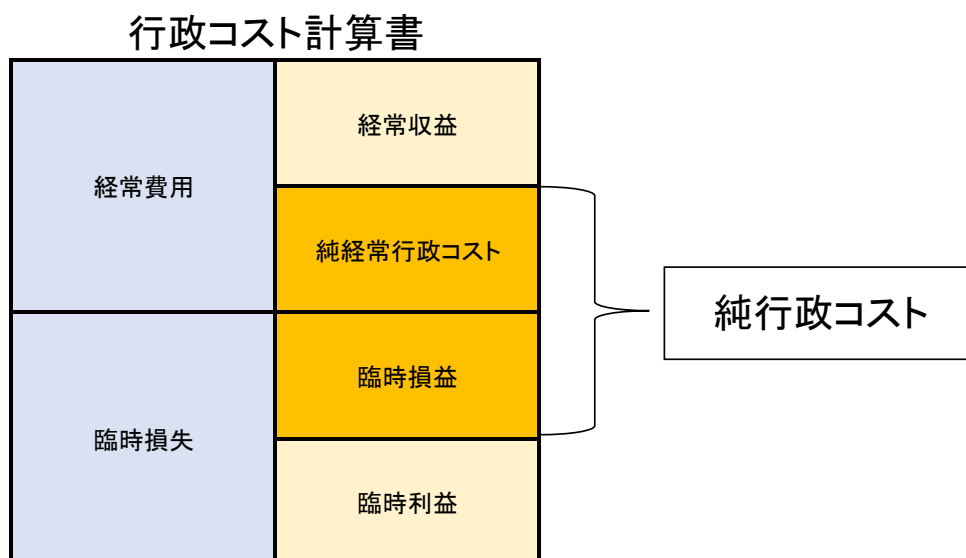 行政コスト計算書
経常費用
経常収益
純経常行政コスト
純行政コスト
臨時損失
臨時損益
臨時利益